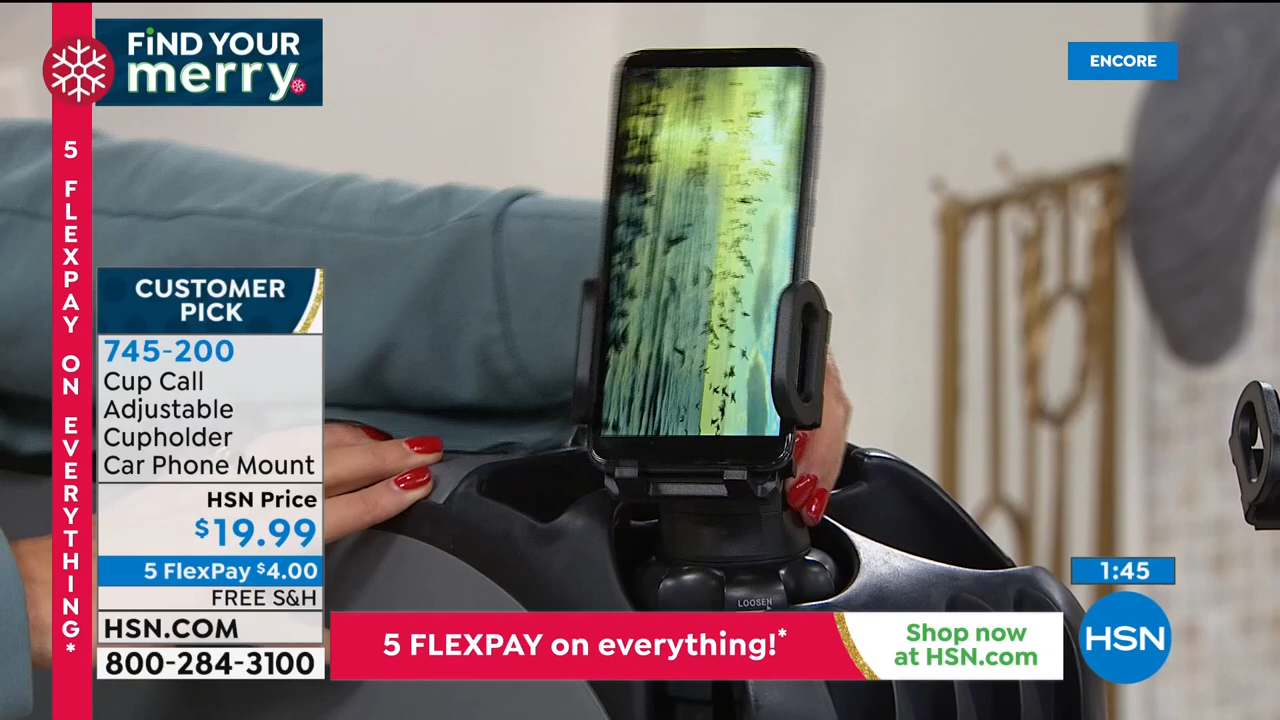 FiND YOUR
merry.
ENCORE
5 FLEXPAY ON EVERYTHING*
CUSTOMER
PICK
745-200
Cup Call
Adjustable
Cupholder
Car Phone Mount
HSN Price
$19.99
5 FlexPay $4.00
FREE S&H
HSN.COM
800-284-3100
LOOSEN
5 FLEXPAY on everything!*
Shop now
at HSN.com
1:45
HSN